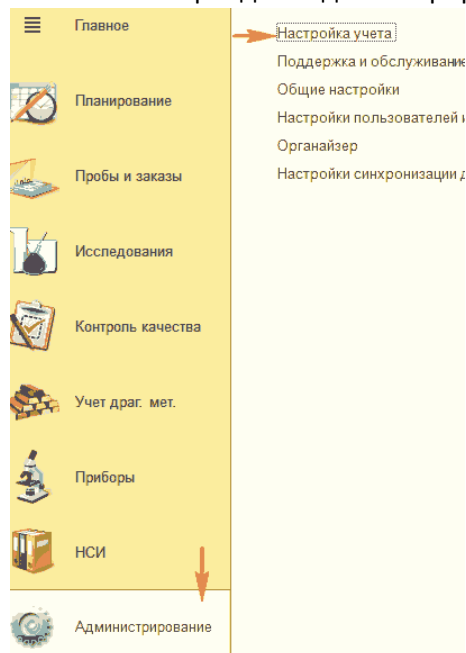 Главное
Планирование
Пробы и заказы
Исследования
Контроль качества
Учет драг. мет.
Приборы
НСИ
Администрирование
Настройка учета
Поддержка и обслуживание
Общие настройки
Настройки пользователей и
Органайзер
Настройки синхронизации д